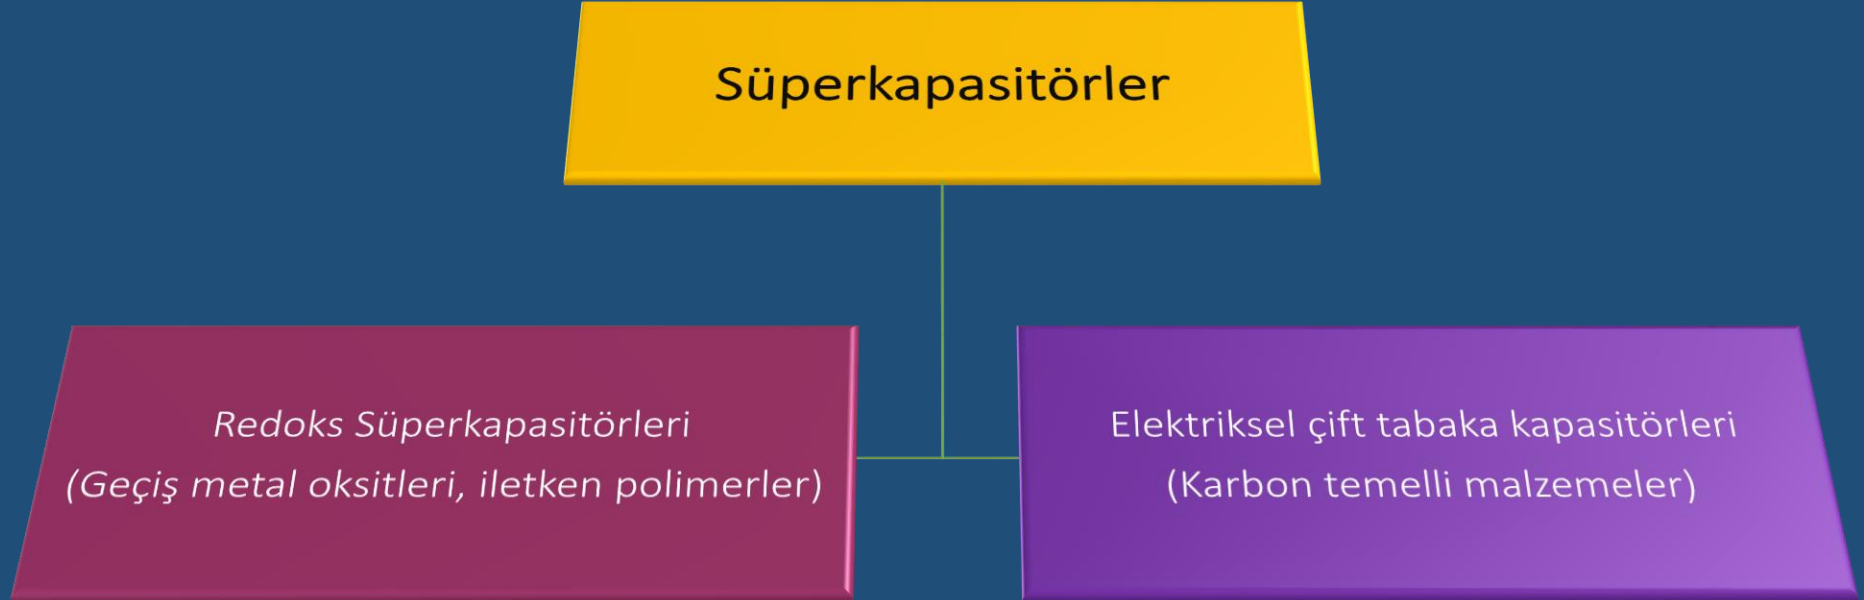 Süperkapasitörler
Redoks Süperkapasitörleri
(Geçiş metal oksitleri, iletken polimerler)
Elektriksel çift tabaka kapasitörleri
(Karbon temelli malzemeler)